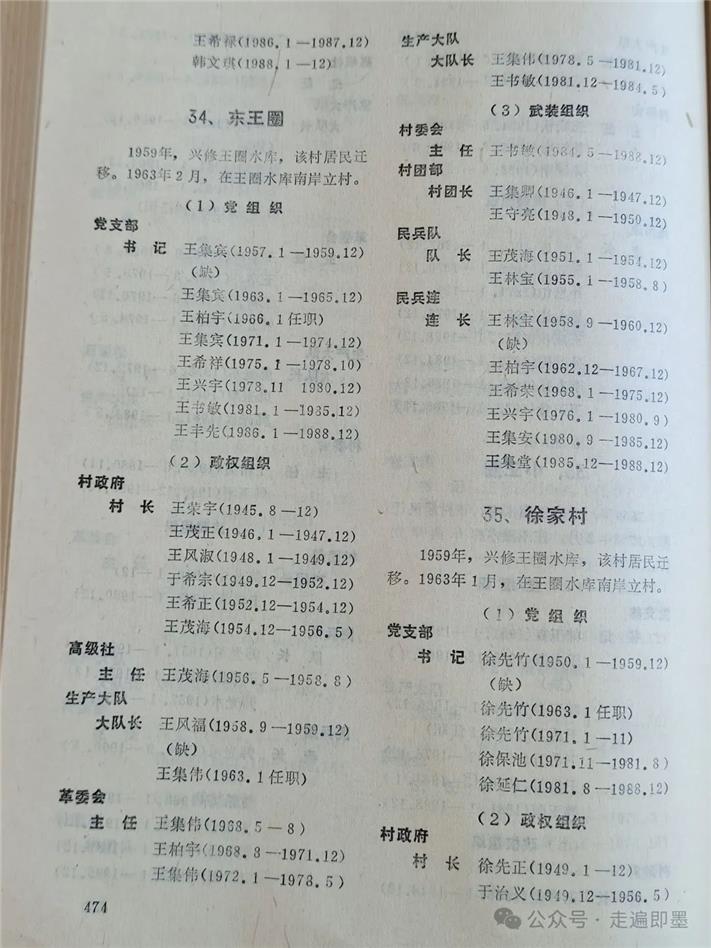 王希禄(1986.1—1987.12)
韩文琪(1988.1—12)
34、东王圈
1959年，兴修王圈水库，该村居民迁
移。1963年2月，在王圈水库南岸立村。
(1)党组织
党支部
书记 王集宾(1957.1—1959.12)
(缺)
王集宾(1963.1—1965.12)
王柏宇(1966.1任职)
王集宾(1971.1—1974.12)
王希祥(1975.1—1978.10)
王兴宇(1978.11 1980.12)
王书敏(1981.1—1985.12)
王丰先(1986.1—1988.12)
(2)政权组织
村政府
村长 王荣宇(1945.8—12)
王茂正(1946.1—1947.12)
王风淑(1948.1—1949.12)
于希宗(1949.12—1952.12)
王希正(1952.12—1954.12)
王茂海(1954.12—1956.5)
高级社
主任 王茂海(1956.5—1958.8)
生产大队
大队长 王风福(1958.9—1959.12)
(缺)
王集伟(1963.1任职)
革委会
主任 王集伟(1968.5—8)
王柏宇(1968.8—1971.12)
王集伟(1972.1—1978.5)
474
生产大队
大队长 王集伟(1978.5—1981.12)
王书敏(1981.12—1984.5)
(3)武装组织
村委会
主任 王书敏(1984.5—1988.12)
村团部
村团长 王集卿(1946.1—1947.12)
王守亮(1948.1—1950.12)
民兵队
队长 王茂海(1951.1—1954.12)
王林宝(1955.1—1958.8)
民兵连
连长 王林宝(1958.9—1960.12)
(缺)
王柏宇(1962.12—1967.12)
王希荣(1968.1—1975.12)
王兴宇(1976.1—1980.9)
王集安(1980.9—1985.12)
王集堂(1985.12—1988.12)
35、徐家村
1959年，兴修王圈水库，该村居民迁
移。1963年1月，在王圈水库南岸立村。
(1)党组织
党支部
书记 徐先竹(1950.1—1959.12)
(缺)
徐先竹(1963.1任职)
徐先竹(1971.1—11)
徐保池(1971.11—1981.8)
徐延仁(1981.8—1988.12)
(2)政权组织
村政府
村长 徐先正(1949.1—12)
于治义(1949.12—1956.5)
公众号·走遍即墨